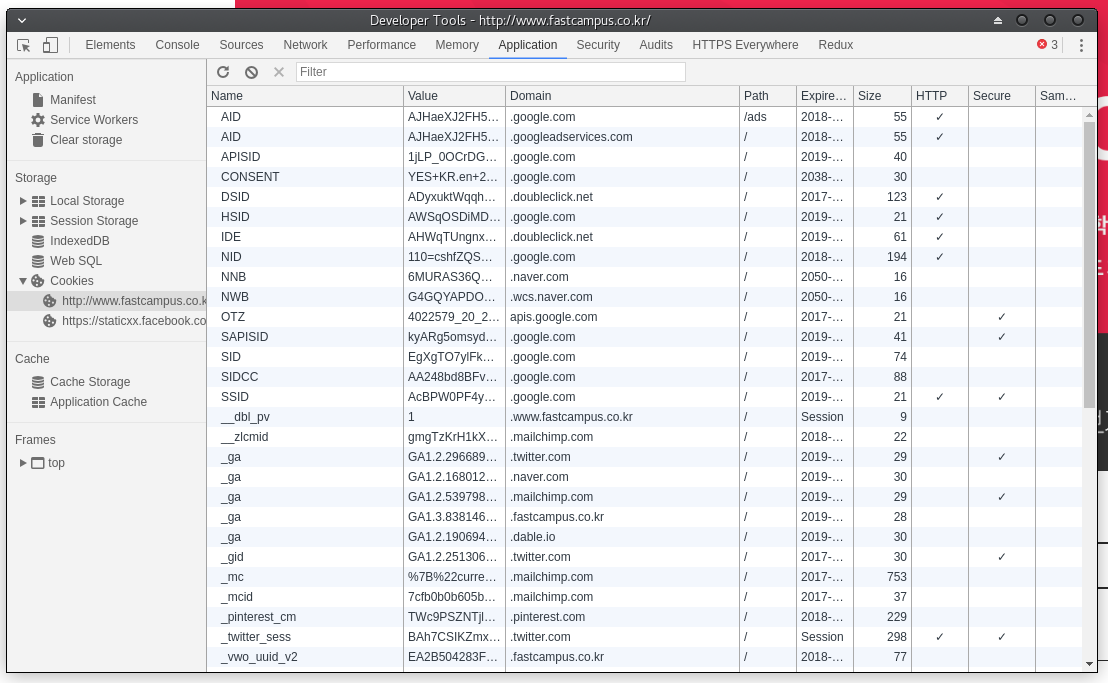 Developer Tools - http://www.fastcampus.co.kr/
Elements Console Sources Network Performance Memory Application Security Audits HTTPS Everywhere Redux 3
Application
Manifest
Service Workers
Clear storage
Storage
Local Storage
Session Storage
IndexedDB
Web SQL
Cookies
http://www.fastcampus.co.k
https://staticxx.facebook.co
Cache
Cache Storage
Application Cache
Frames
top
Filter
Name Value Domain Path Expire… Size HTTP Secure Sam…
AID AJHaeXJ2FH5… .google.com /ads 2018-… 55 ✓
AID AJHaeXJ2FH5… .googleadservices.com / 2018-… 55 ✓
APISID 1jLP_0OCrDG… .google.com / 2019-… 40
CONSENT YES+KR.en+2… .google.com / 2038-… 30
DSID ADyxuktWqqh… .doubleclick.net / 2017-… 123 ✓
HSID AWSqOSDiMD… .google.com / 2019-… 21 ✓
IDE AHWqTUngnx… .doubleclick.net / 2019-… 61 ✓
NID 110=cshfZQS… .google.com / 2018-… 194 ✓
NNB 6MURAS36Q… .naver.com / 2050-… 16
NWB G4GQYAPDO… .wcs.naver.com / 2050-… 16
OTZ 4022579_20_2… apis.google.com / 2017-… 21 ✓
SAPISID kyARg5omsyd… .google.com / 2019-… 41 ✓
SID EgXgTO7ylFk… .google.com / 2019-… 74
SIDCC AA248bd8BFv… .google.com / 2017-… 88
SSID AcBPW0PF4y… .google.com / 2019-… 21 ✓ ✓
__dbl_pv 1 .www.fastcampus.co.kr / Session 9
__zlcmid gmgTzKrH1kX… .mailchimp.com / 2018-… 22
_ga GA1.2.296689… .twitter.com / 2019-… 29 ✓
_ga GA1.2.168012… .naver.com / 2019-… 30
_ga GA1.2.539798… .mailchimp.com / 2019-… 29 ✓
_ga GA1.3.838146… .fastcampus.co.kr / 2019-… 28
_ga GA1.2.190694… .dable.io / 2019-… 30
_gid GA1.2.251306… .twitter.com / 2017-… 30 ✓
_mc %7B%22curre… .mailchimp.com / 2017-… 753
_mcid 7cfb0b0b605b… .mailchimp.com / 2017-… 37
_pinterest_cm TWc9PSZNTjl… .pinterest.com / 2018-… 229
_twitter_sess BAh7CSIKZmx… .twitter.com / Session 298 ✓ ✓
_vwo_uuid_v2 EA2B504283F… .fastcampus.co.kr / 2018-… 77